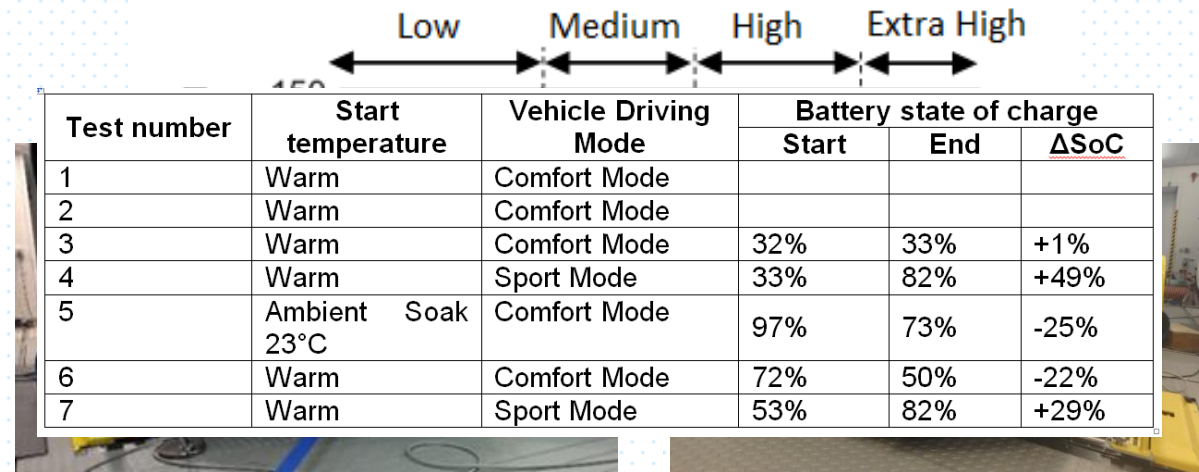 Low Medium High Extra High
Test number Start temperature Vehicle Driving Mode Battery state of charge
Start End ΔSoC
1 Warm Comfort Mode
2 Warm Comfort Mode
3 Warm Comfort Mode 32% 33% +1%
4 Warm Sport Mode 33% 82% +49%
5 Ambient Soak 23°C Comfort Mode 97% 73% -25%
6 Warm Comfort Mode 72% 50% -22%
7 Warm Sport Mode 53% 82% +29%